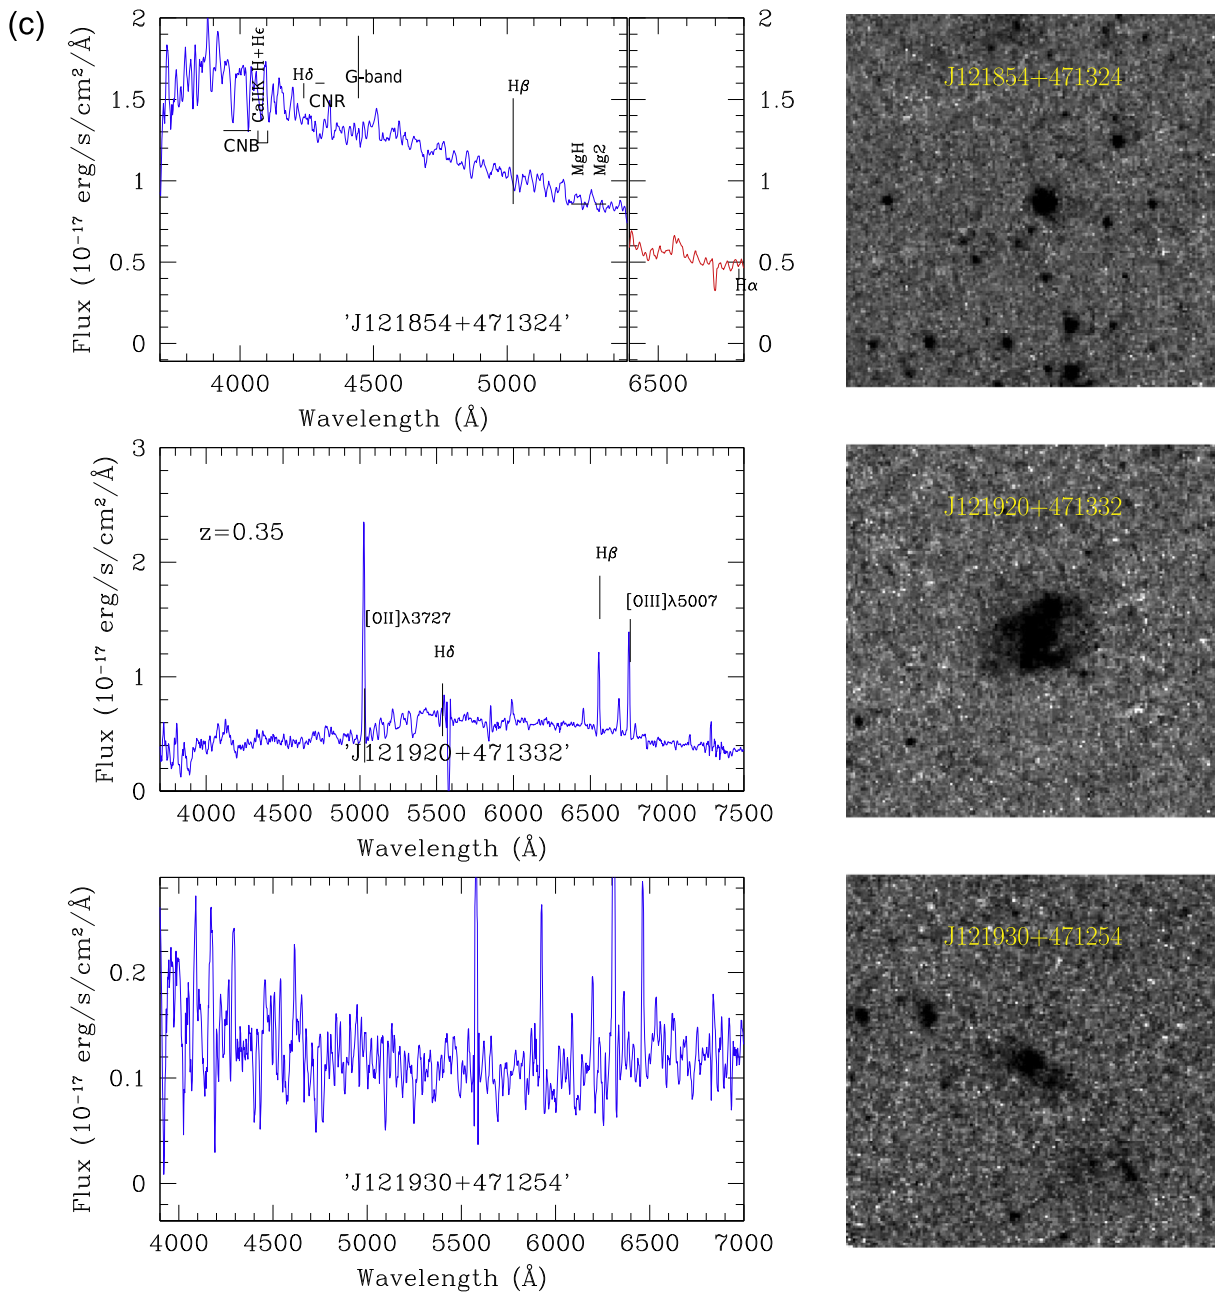 (c)
Flux (10⁻¹⁷ erg/s/cm²/Å)
2
1.5
1
0.5
0
CaIIK H+Hϵ
CNB
Hδ
CNR
G-band
Hβ
MgH
Mg2
'J121854+471324'
4000
4500
5000
2
1.5
1
0.5
0
Hα
6500
Wavelength (Å)
J121854+471324
Flux (10⁻¹⁷ erg/s/cm²/Å)
3
2
1
0
z=0.35
[OII]λ3727
Hδ
Hβ
[OIII]λ5007
'J121920+471332'
4000 4500 5000 5500 6000 6500 7000 7500
Wavelength (Å)
J121920+471332
Flux (10⁻¹⁷ erg/s/cm²/Å)
0.2
0.1
0
'J121930+471254'
4000 4500 5000 5500 6000 6500 7000
Wavelength (Å)
J121930+471254